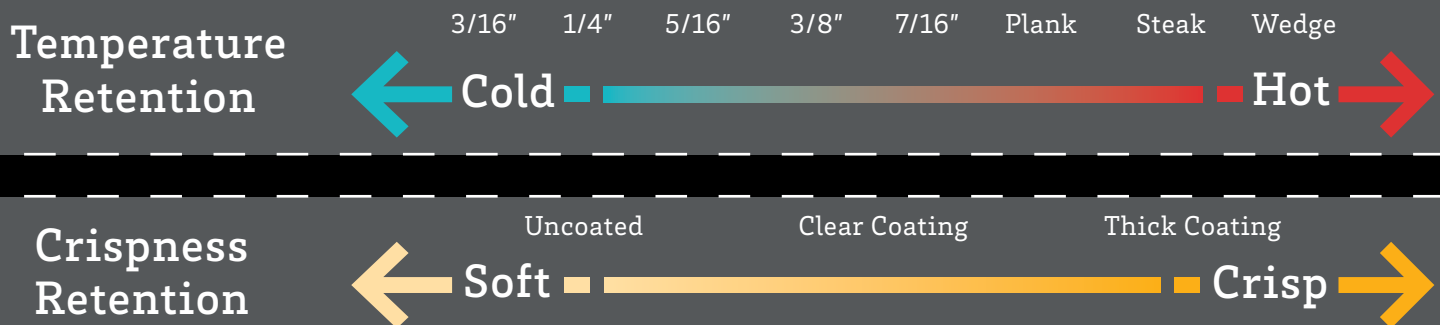 Temperature
Retention
3/16" 1/4" 5/16" 3/8" 7/16" Plank Steak Wedge
Cold Hot
Crispness
Retention
Uncoated Clear Coating Thick Coating
Soft Crisp